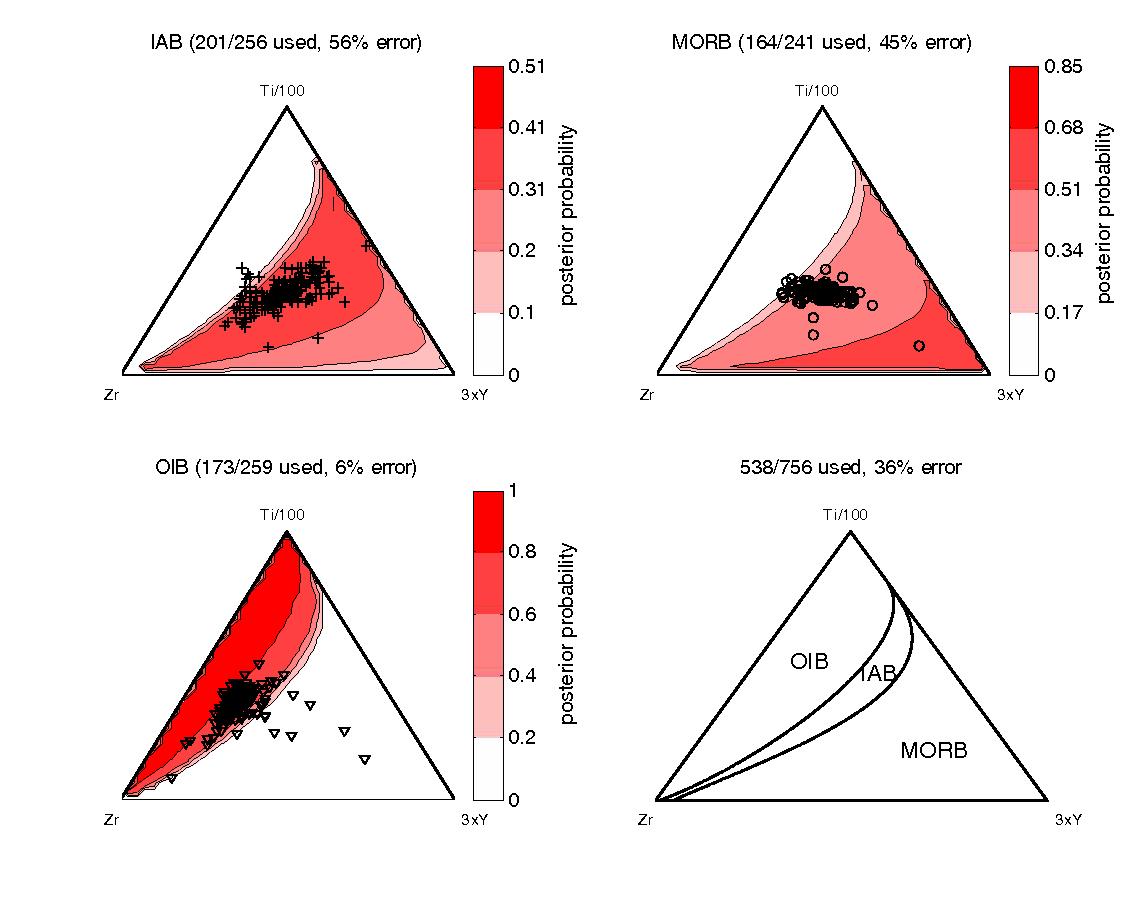 IAB (201/256 used, 56% error)
Ti/100
Zr
3xY
0.51
0.41
0.31
0.2
0.1
0
posterior probability
MORB (164/241 used, 45% error)
Ti/100
Zr
3xY
0.85
0.68
0.51
0.34
0.17
0
posterior probability
OIB (173/259 used, 6% error)
Ti/100
Zr
3xY
1
0.8
0.6
0.4
0.2
0
posterior probability
538/756 used, 36% error
Ti/100
OIB
IAB
MORB
Zr
3xY